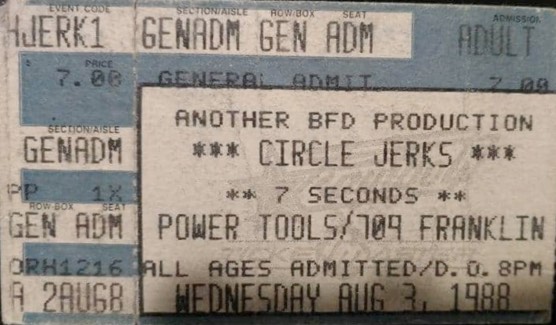 EVENT CODE SECTION/AISLE ROW/BOX SEAT ADMISSION
HJERK1 GENADM GEN ADM ADULT
$ PRICE
7.00 GENERAL ADMIT 7.00
ANOTHER BFD PRODUCTION
SECTION/AISLE
GENADM *** CIRCLE JERKS ***
PP 1X ** 7 SECONDS **
ROW-BOX SEAT
GEN ADM POWER TOOLS/709 FRANKLIN
ORH1216 ALL AGES ADMITTED/D.O.8PM
A 2AUG8 WEDNESDAY AUG 3, 1988